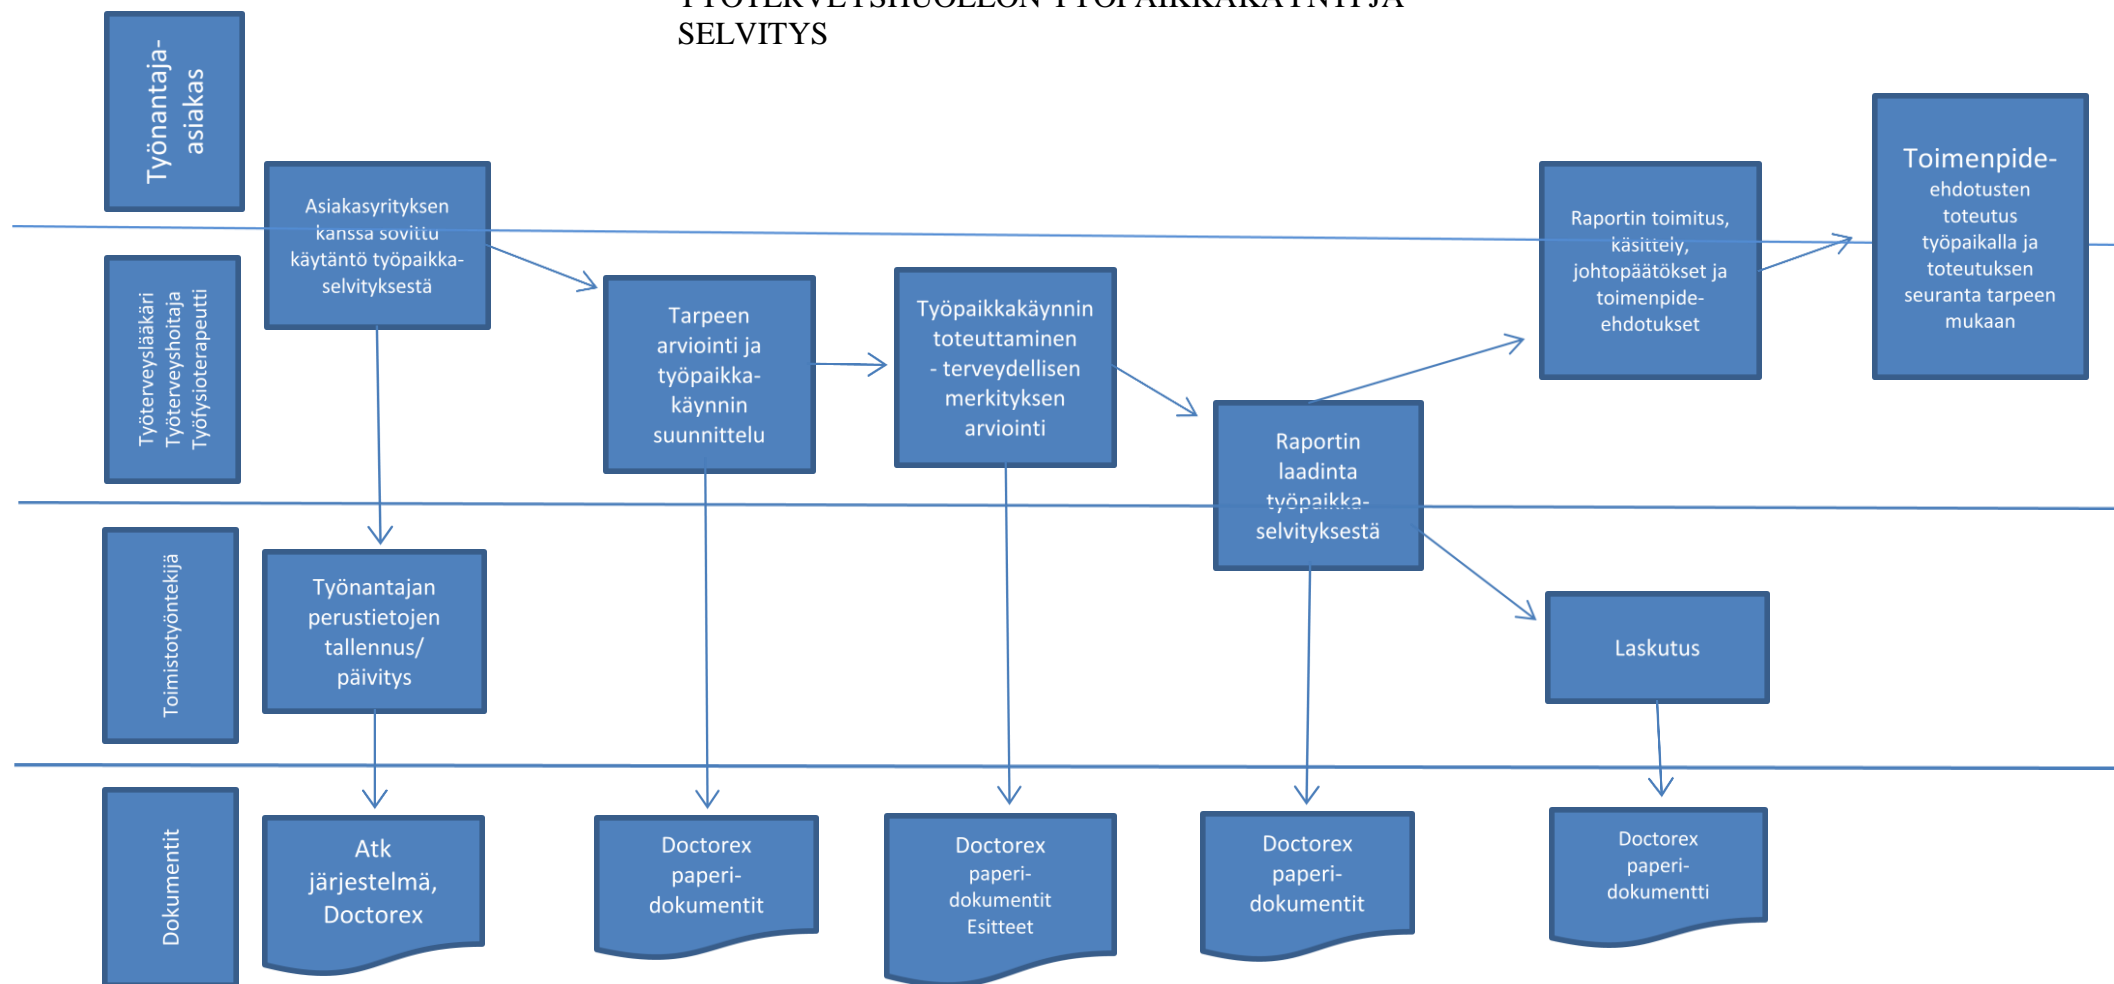 TYÖTERVEYSHUOLLON TYÖPAIKKAKÄYNTI JA
SELVITYS
Työnantaja-
asiakas
Asiakasyrityksen
kanssa sovittu
käytäntö työpaikka-
selvityksestä
Raportin toimitus,
käsittely,
johtopäätökset ja
toimenpide-
ehdotukset
Toimenpide-
ehdotusten
toteutus
työpaikalla ja
toteutuksen
seuranta tarpeen
mukaan
Työterveyslääkäri
Työterveyshoitaja
Työfysioterapeutti
Tarpeen
arviointi ja
työpaikka-
käynnin
suunnittelu
Työpaikkakäynnin
toteuttaminen
- terveydellisen
merkityksen
arviointi
Raportin
laadinta
työpaikka-
selvityksestä
Toimistotyöntekijä
Työnantajan
perustietojen
tallennus/
päivitys
Laskutus
Dokumentit
Atk
järjestelmä,
Doctorex
Doctorex
paperi-
dokumentit
Doctorex
paperi-
dokumentit
Esitteet
Doctorex
paperi-
dokumentit
Doctorex
paperi-
dokumentti